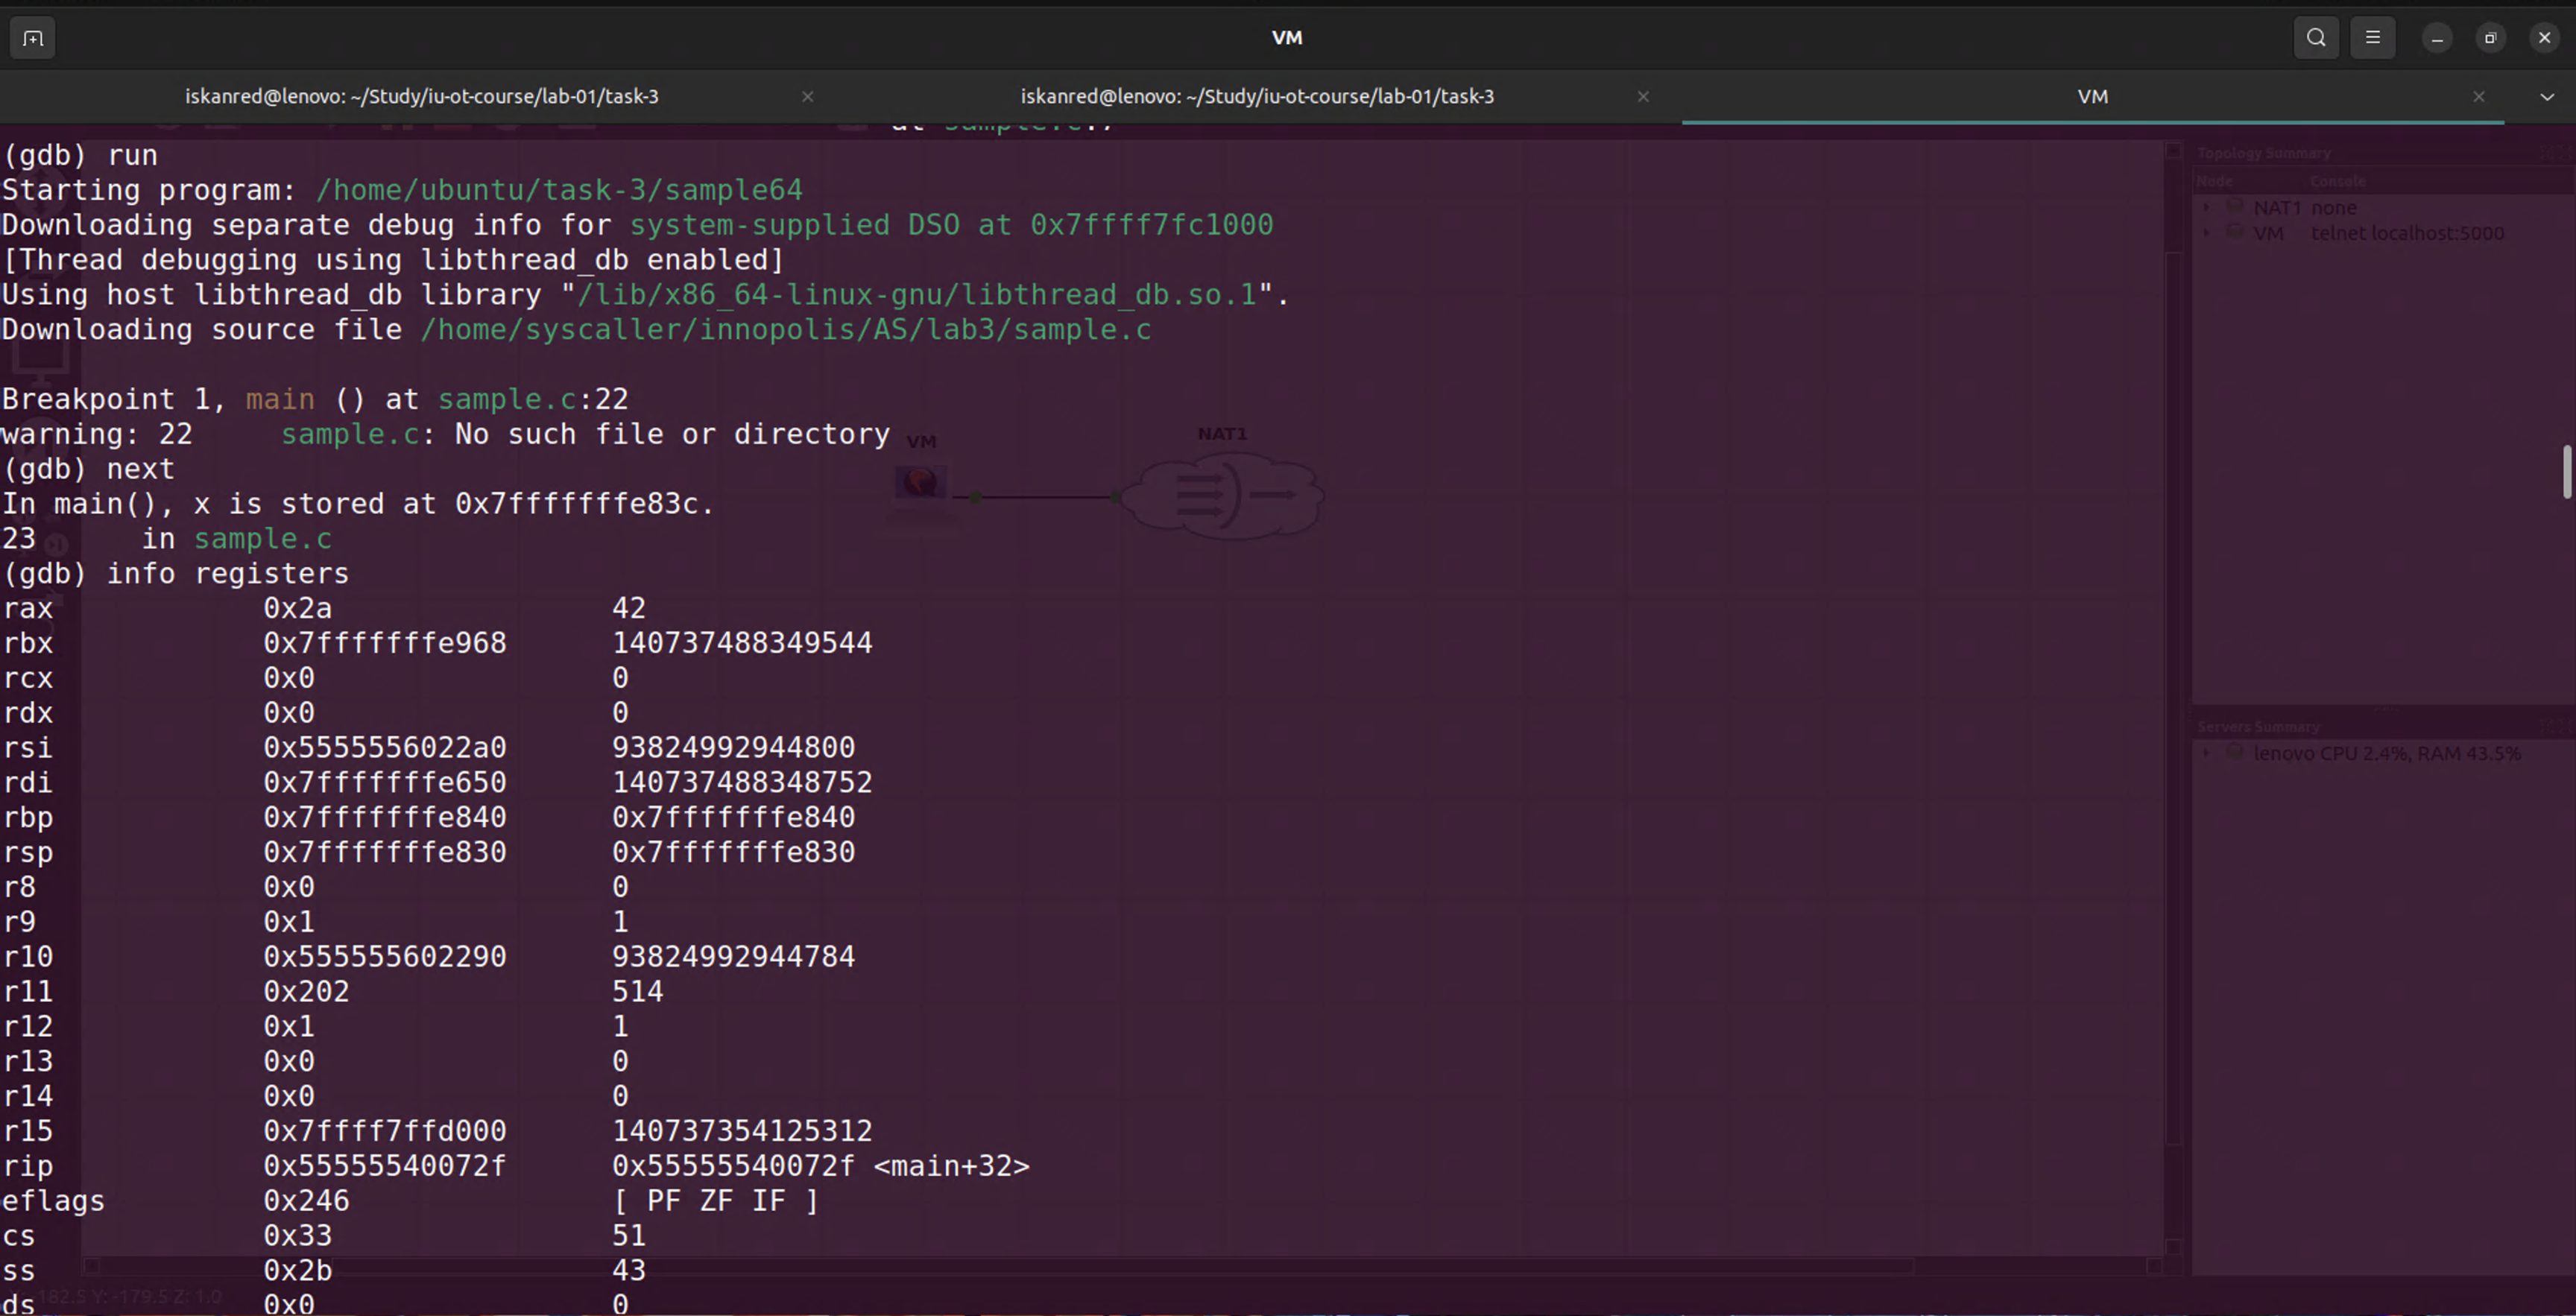 VM
iskanred@lenovo: ~/Study/iu-ot-course/lab-01/task-3
iskanred@lenovo: ~/Study/iu-ot-course/lab-01/task-3
VM
at sample.c:7
(gdb) run
Starting program: /home/ubuntu/task-3/sample64
Downloading separate debug info for system-supplied DSO at 0x7ffff7fc1000
[Thread debugging using libthread_db enabled]
Using host libthread_db library "/lib/x86_64-linux-gnu/libthread_db.so.1".
Downloading source file /home/syscaller/innopolis/AS/lab3/sample.c
Breakpoint 1, main () at sample.c:22
warning: 22 sample.c: No such file or directory
(gdb) next
In main(), x is stored at 0x7fffffffe83c.
23 in sample.c
(gdb) info registers
rax 0x2a 42
rbx 0x7fffffffe968 140737488349544
rcx 0x0 0
rdx 0x0 0
rsi 0x5555556022a0 93824992944800
rdi 0x7fffffffe650 140737488348752
rbp 0x7fffffffe840 0x7fffffffe840
rsp 0x7fffffffe830 0x7fffffffe830
r8 0x0 0
r9 0x1 1
r10 0x555555602290 93824992944784
r11 0x202 514
r12 0x1 1
r13 0x0 0
r14 0x0 0
r15 0x7ffff7ffd000 140737354125312
rip 0x55555540072f 0x55555540072f <main+32>
eflags 0x246 [ PF ZF IF ]
cs 0x33 51
ss 0x2b 43
ds 0x0 0
VM
NAT1
Topology Summary
Node Console
NAT1 none
VM telnet localhost:5000
Servers Summary
lenovo CPU 2.4%, RAM 43.5%
182.5 Y: -179.5 Z: 1.0